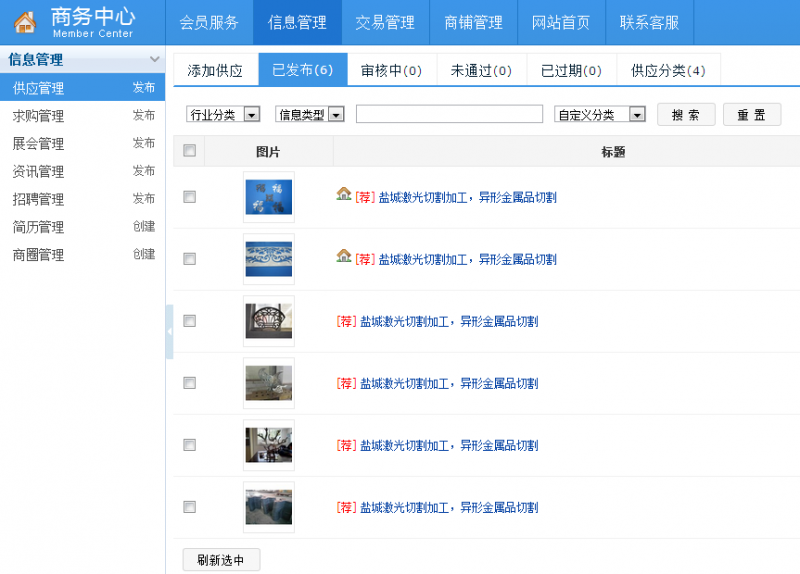 商务中心
Member Center
会员服务 信息管理 交易管理 商铺管理 网站首页 联系客服
信息管理
供应管理 发布
求购管理 发布
展会管理 发布
资讯管理 发布
招聘管理 发布
简历管理 创建
商圈管理 创建
添加供应 已发布(6) 审核中(0) 未通过(0) 已过期(0) 供应分类(4)
行业分类 信息类型 自定义分类 搜 索 重 置
图片 标题
[荐] 盐城激光切割加工，异形金属品切割
[荐] 盐城激光切割加工，异形金属品切割
[荐] 盐城激光切割加工，异形金属品切割
[荐] 盐城激光切割加工，异形金属品切割
[荐] 盐城激光切割加工，异形金属品切割
[荐] 盐城激光切割加工，异形金属品切割
刷新选中